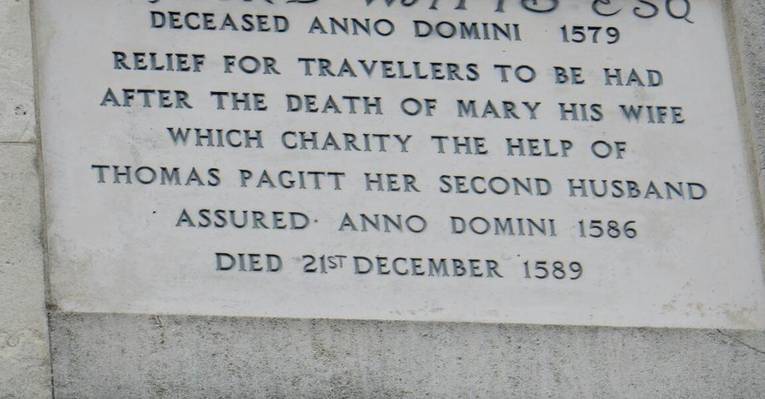 ESQ
DECEASED ANNO DOMINI 1579
RELIEF FOR TRAVELLERS TO BE HAD
AFTER THE DEATH OF MARY HIS WIFE
WHICH CHARITY THE HELP OF
THOMAS PAGITT HER SECOND HUSBAND
ASSURED· ANNO DOMINI 1586
DIED 21ST DECEMBER 1589